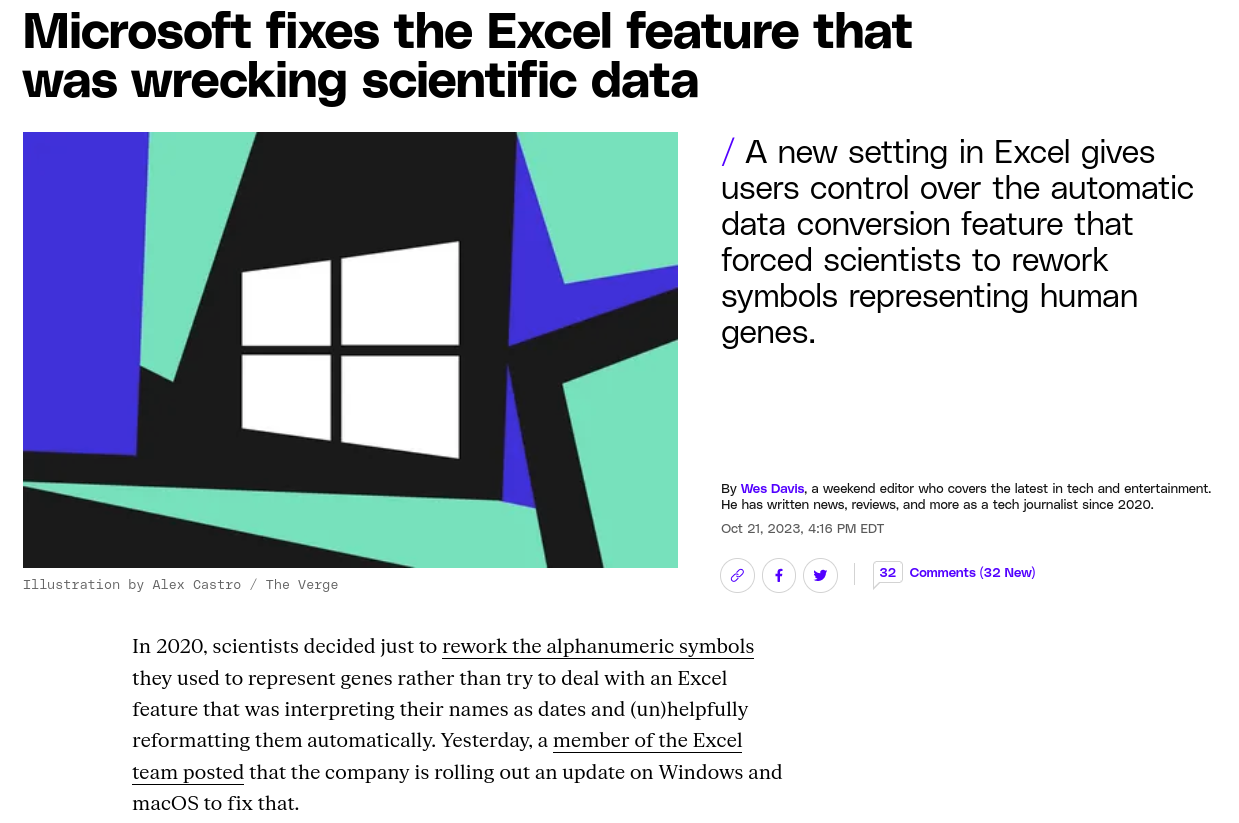 Microsoft fixes the Excel feature that
was wrecking scientific data
/ A new setting in Excel gives
users control over the automatic
data conversion feature that
forced scientists to rework
symbols representing human
genes.
By Wes Davis, a weekend editor who covers the latest in tech and entertainment.
He has written news, reviews, and more as a tech journalist since 2020.
Oct 21, 2023, 4:16 PM EDT
32 Comments (32 New)
Illustration by Alex Castro / The Verge
In 2020, scientists decided just to rework the alphanumeric symbols
they used to represent genes rather than try to deal with an Excel
feature that was interpreting their names as dates and (un)helpfully
reformatting them automatically. Yesterday, a member of the Excel
team posted that the company is rolling out an update on Windows and
macOS to fix that.